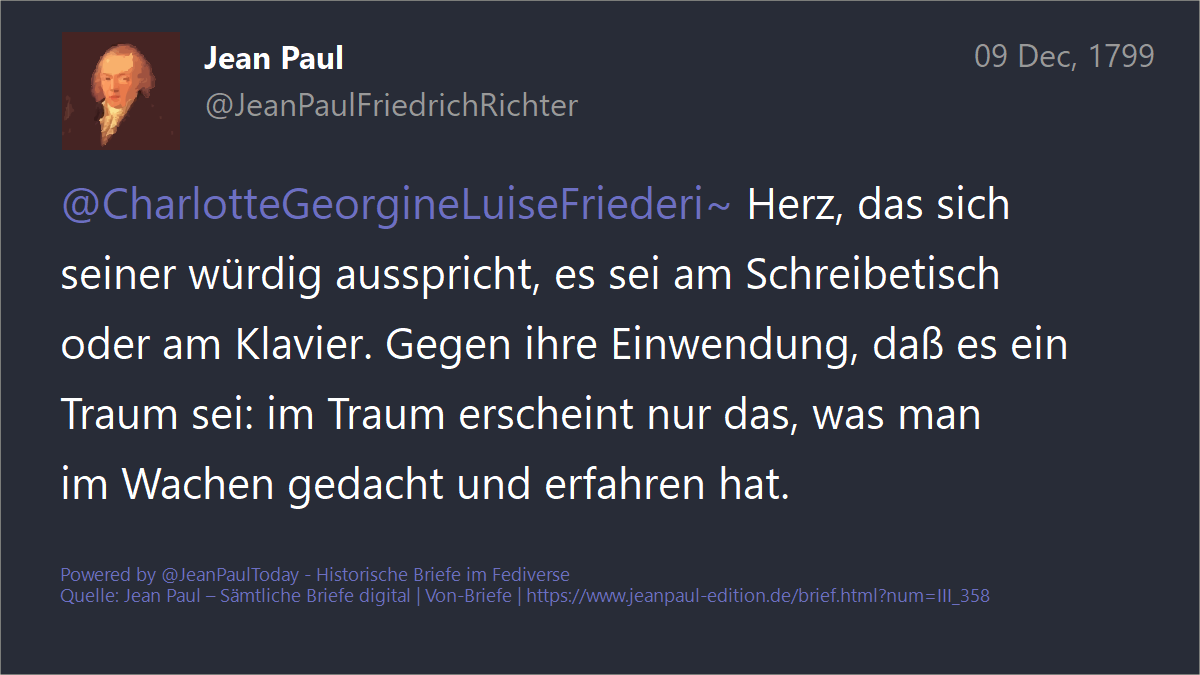 Jean Paul
09 Dec, 1799
@JeanPaulFriedrichRichter
@CharlotteGeorgineLuiseFriederi~ Herz, das sich
seiner würdig ausspricht, es sei am Schreibetisch
oder am Klavier. Gegen ihre Einwendung, daß es ein
Traum sei: im Traum erscheint nur das, was man
im Wachen gedacht und erfahren hat.
Powered by @JeanPaulToday - Historische Briefe im Fediverse
Quelle: Jean Paul – Sämtliche Briefe digital | Von-Briefe | https://www.jeanpaul-edition.de/brief.html?num=III_358